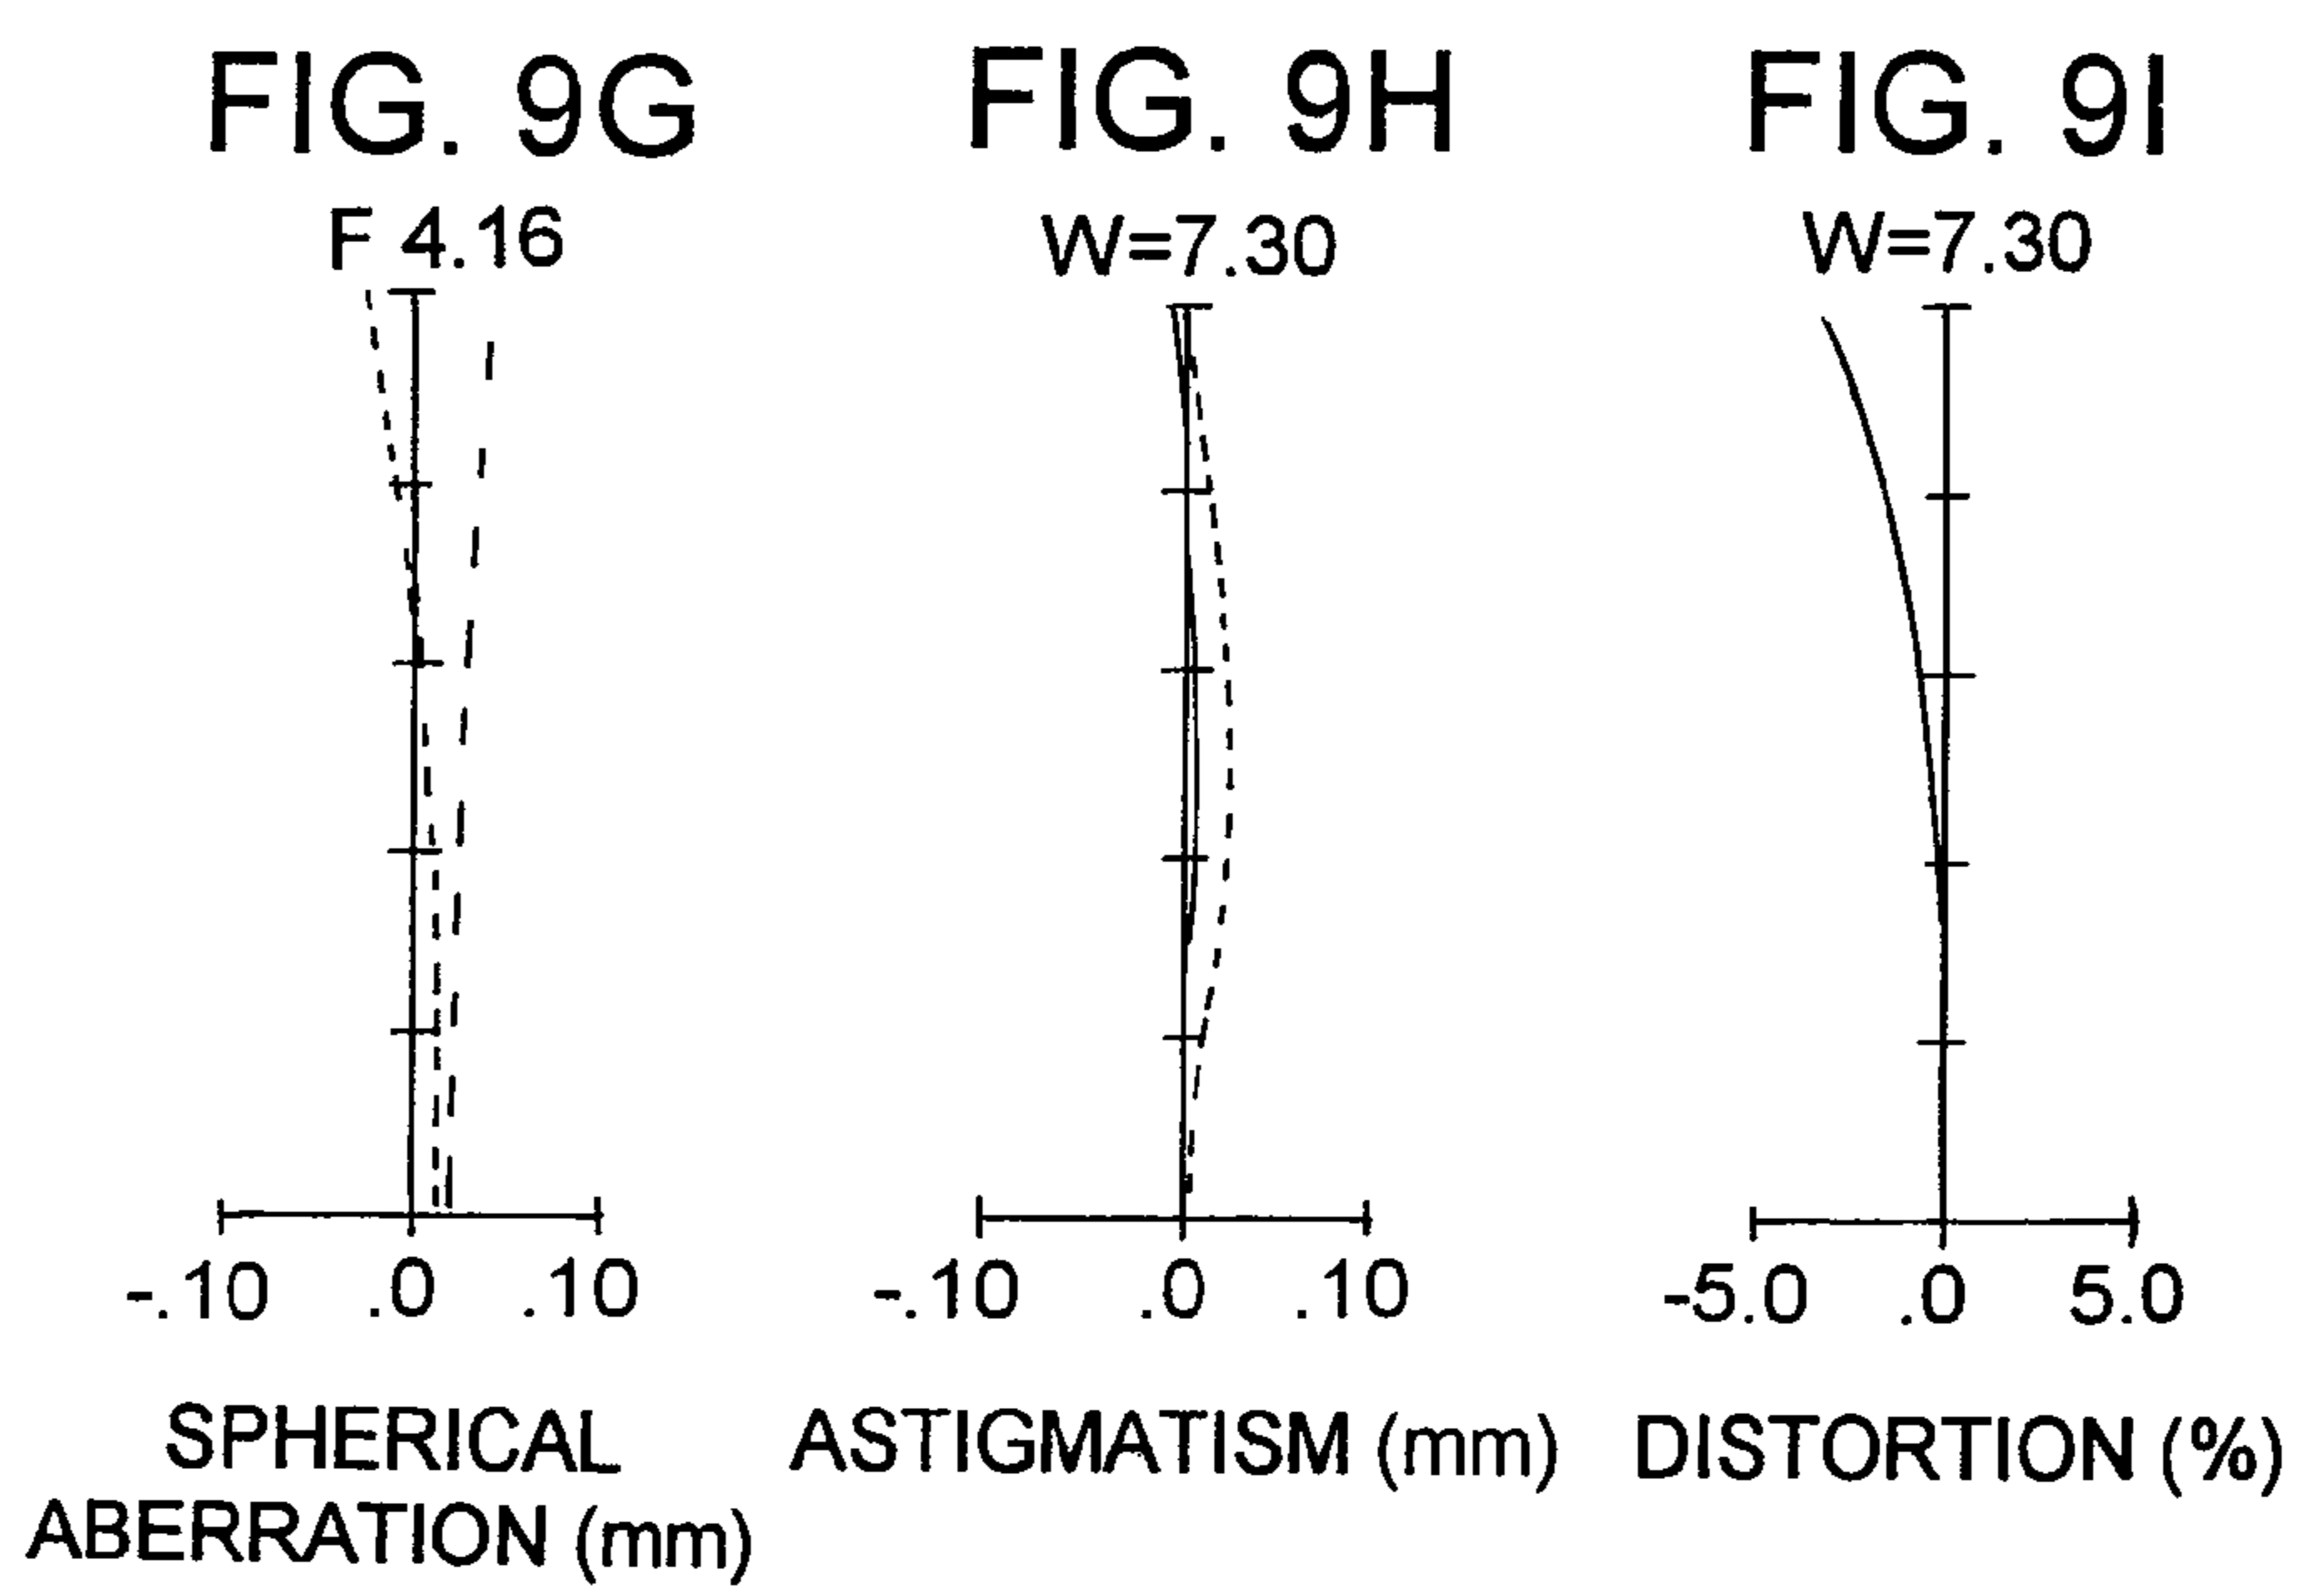 FIG. 9G
F 4.16
-.10 .0 .10
SPHERICAL
ABERRATION (mm)
FIG. 9H
W=7.30
-.10 .0 .10
ASTIGMATISM (mm)
FIG. 9I
W=7.30
-5.0 .0 5.0
DISTORTION (%)